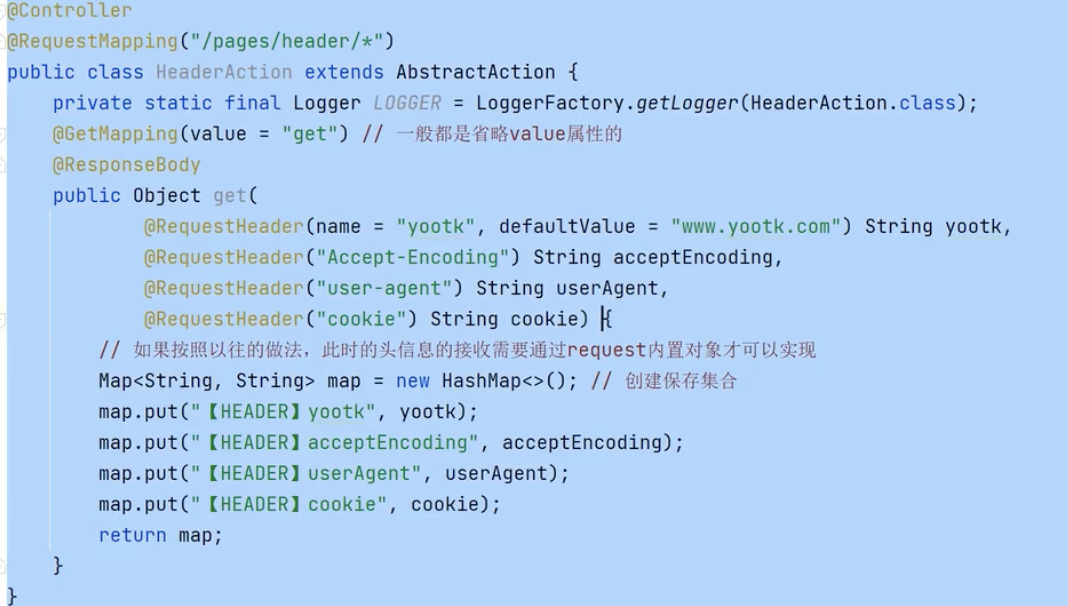 @Controller
@RequestMapping("/pages/header/*")
public class HeaderAction extends AbstractAction {
    private static final Logger LOGGER = LoggerFactory.getLogger(HeaderAction.class);
    @GetMapping(value = "get") // 一般都是省略value属性的
    @ResponseBody
    public Object get(
            @RequestHeader(name = "yootk", defaultValue = "www.yootk.com") String yootk,
            @RequestHeader("Accept-Encoding") String acceptEncoding,
            @RequestHeader("user-agent") String userAgent,
            @RequestHeader("cookie") String cookie) {
        // 如果按照以往的做法，此时的头信息的接收需要通过request内置对象才可以实现
        Map<String, String> map = new HashMap<>(); // 创建保存集合
        map.put("【HEADER】yootk", yootk);
        map.put("【HEADER】acceptEncoding", acceptEncoding);
        map.put("【HEADER】userAgent", userAgent);
        map.put("【HEADER】cookie", cookie);
        return map;
    }
}